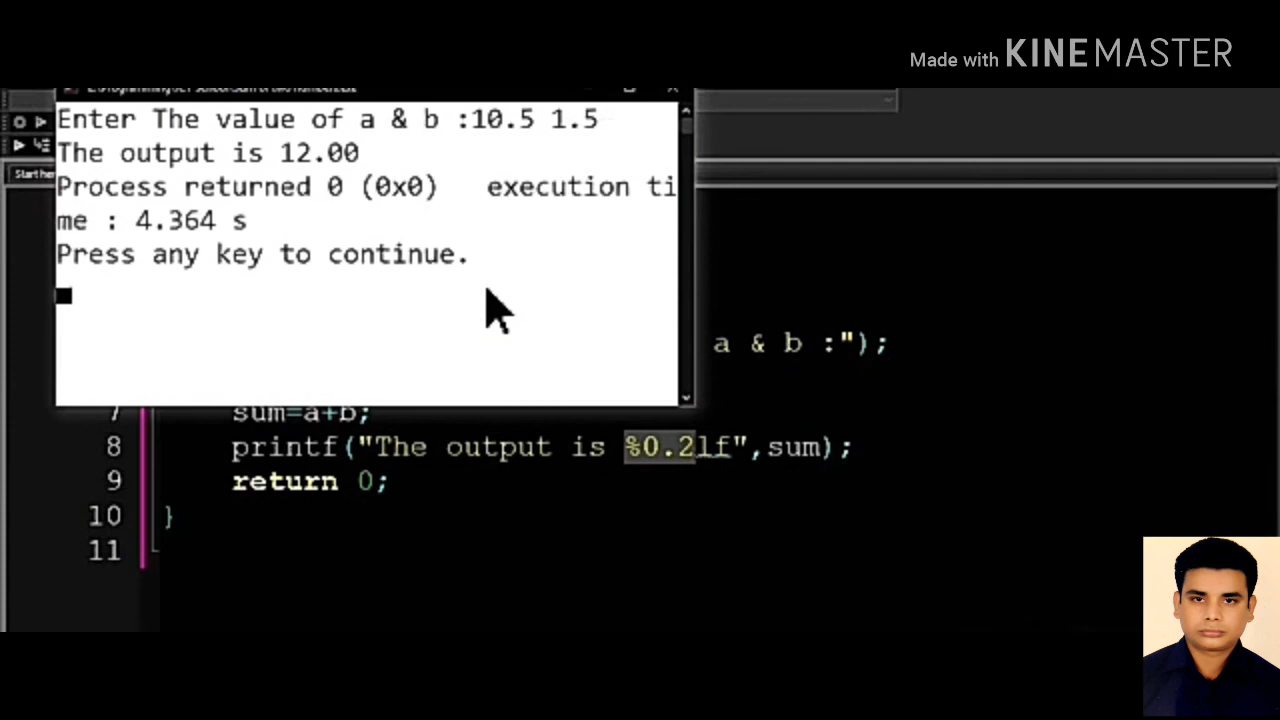 Made with KINEMASTER
Enter The value of a & b :10.5 1.5
The output is 12.00
Process returned 0 (0x0)   execution ti
me : 4.364 s
Press any key to continue.
Start her
a & b :");
7 sum=a+b;
8 printf("The output is %0.2lf",sum);
9 return 0;
10 }
11